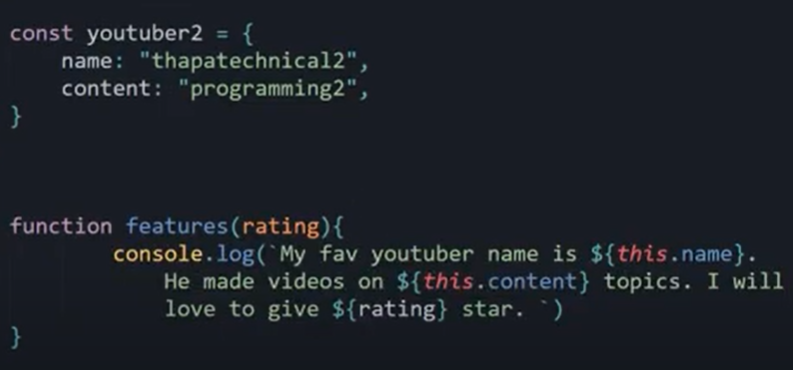 const youtuber2 = {
    name: "thapatechnical2",
    content: "programming2",
}
function features(rating){
        console.log(`My fav youtuber name is ${this.name}.
            He made videos on ${this.content} topics. I will
            love to give ${rating} star. `)
}